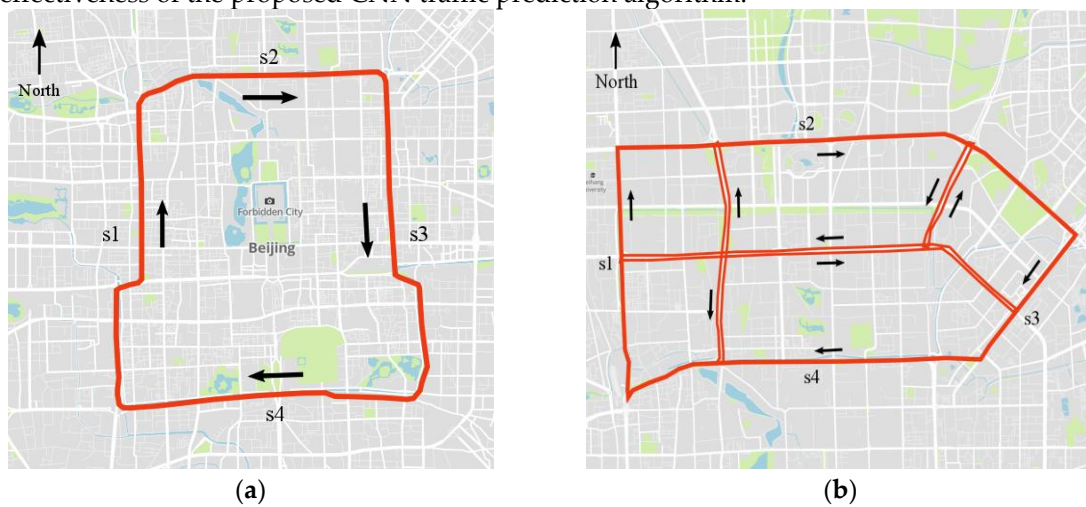 effectiveness of the proposed CNN traffic prediction algorithm.
North
s2
s1
Forbidden City
Beijing
s3
s4
(a)
North
s2
s1
s3
s4
(b)